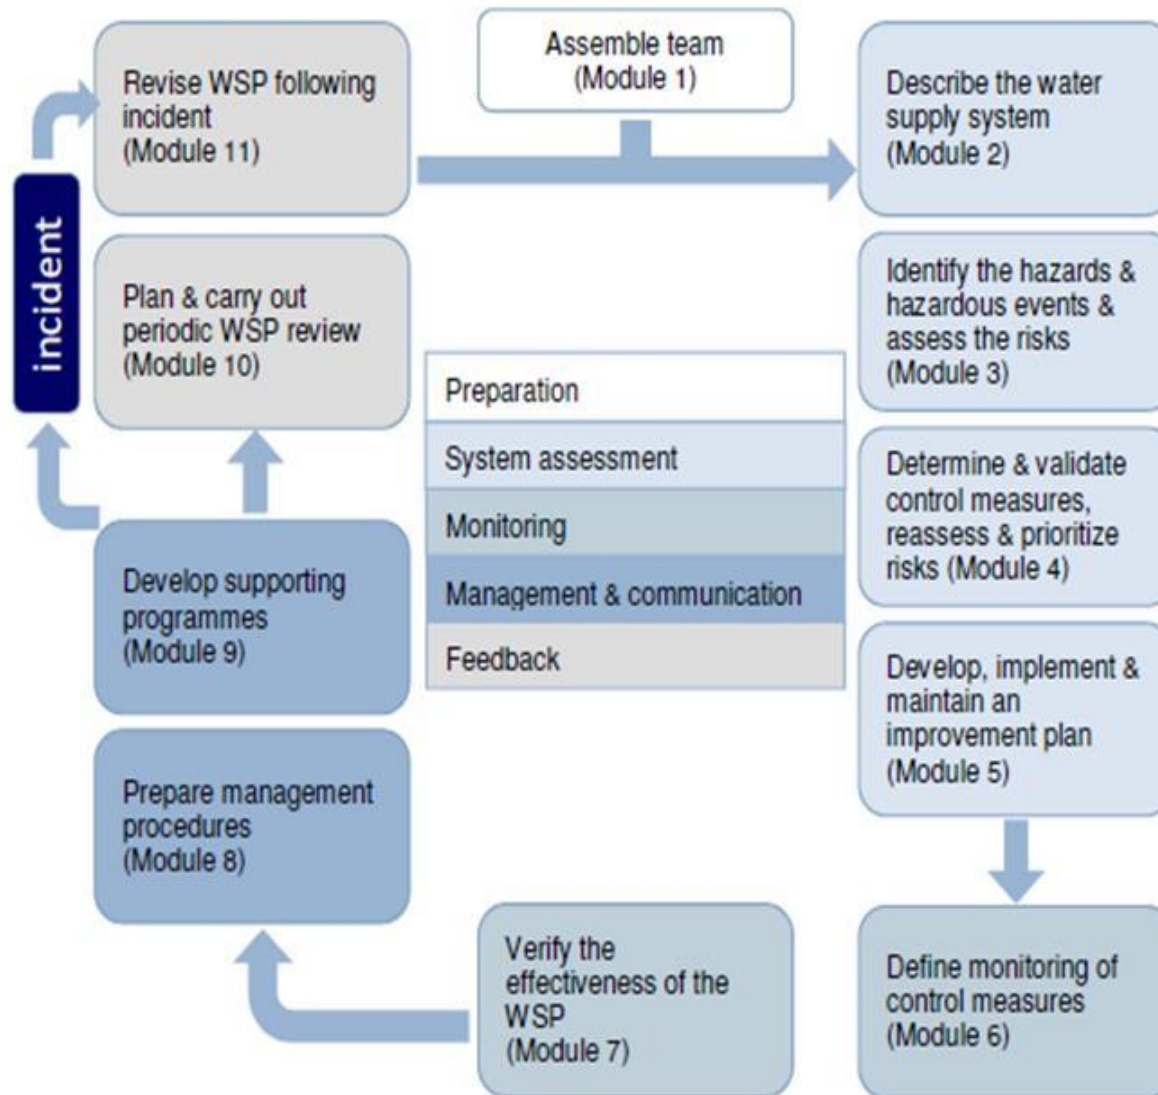 Assemble team
(Module 1)
Revise WSP following
incident
(Module 11)
Describe the water
supply system
(Module 2)
incident
Plan & carry out
periodic WSP review
(Module 10)
Identify the hazards &
hazardous events &
assess the risks
(Module 3)
Preparation
System assessment
Monitoring
Management & communication
Feedback
Determine & validate
control measures,
reassess & prioritize
risks (Module 4)
Develop supporting
programmes
(Module 9)
Develop, implement &
maintain an
improvement plan
(Module 5)
Prepare management
procedures
(Module 8)
Verify the
effectiveness of the
WSP
(Module 7)
Define monitoring of
control measures
(Module 6)